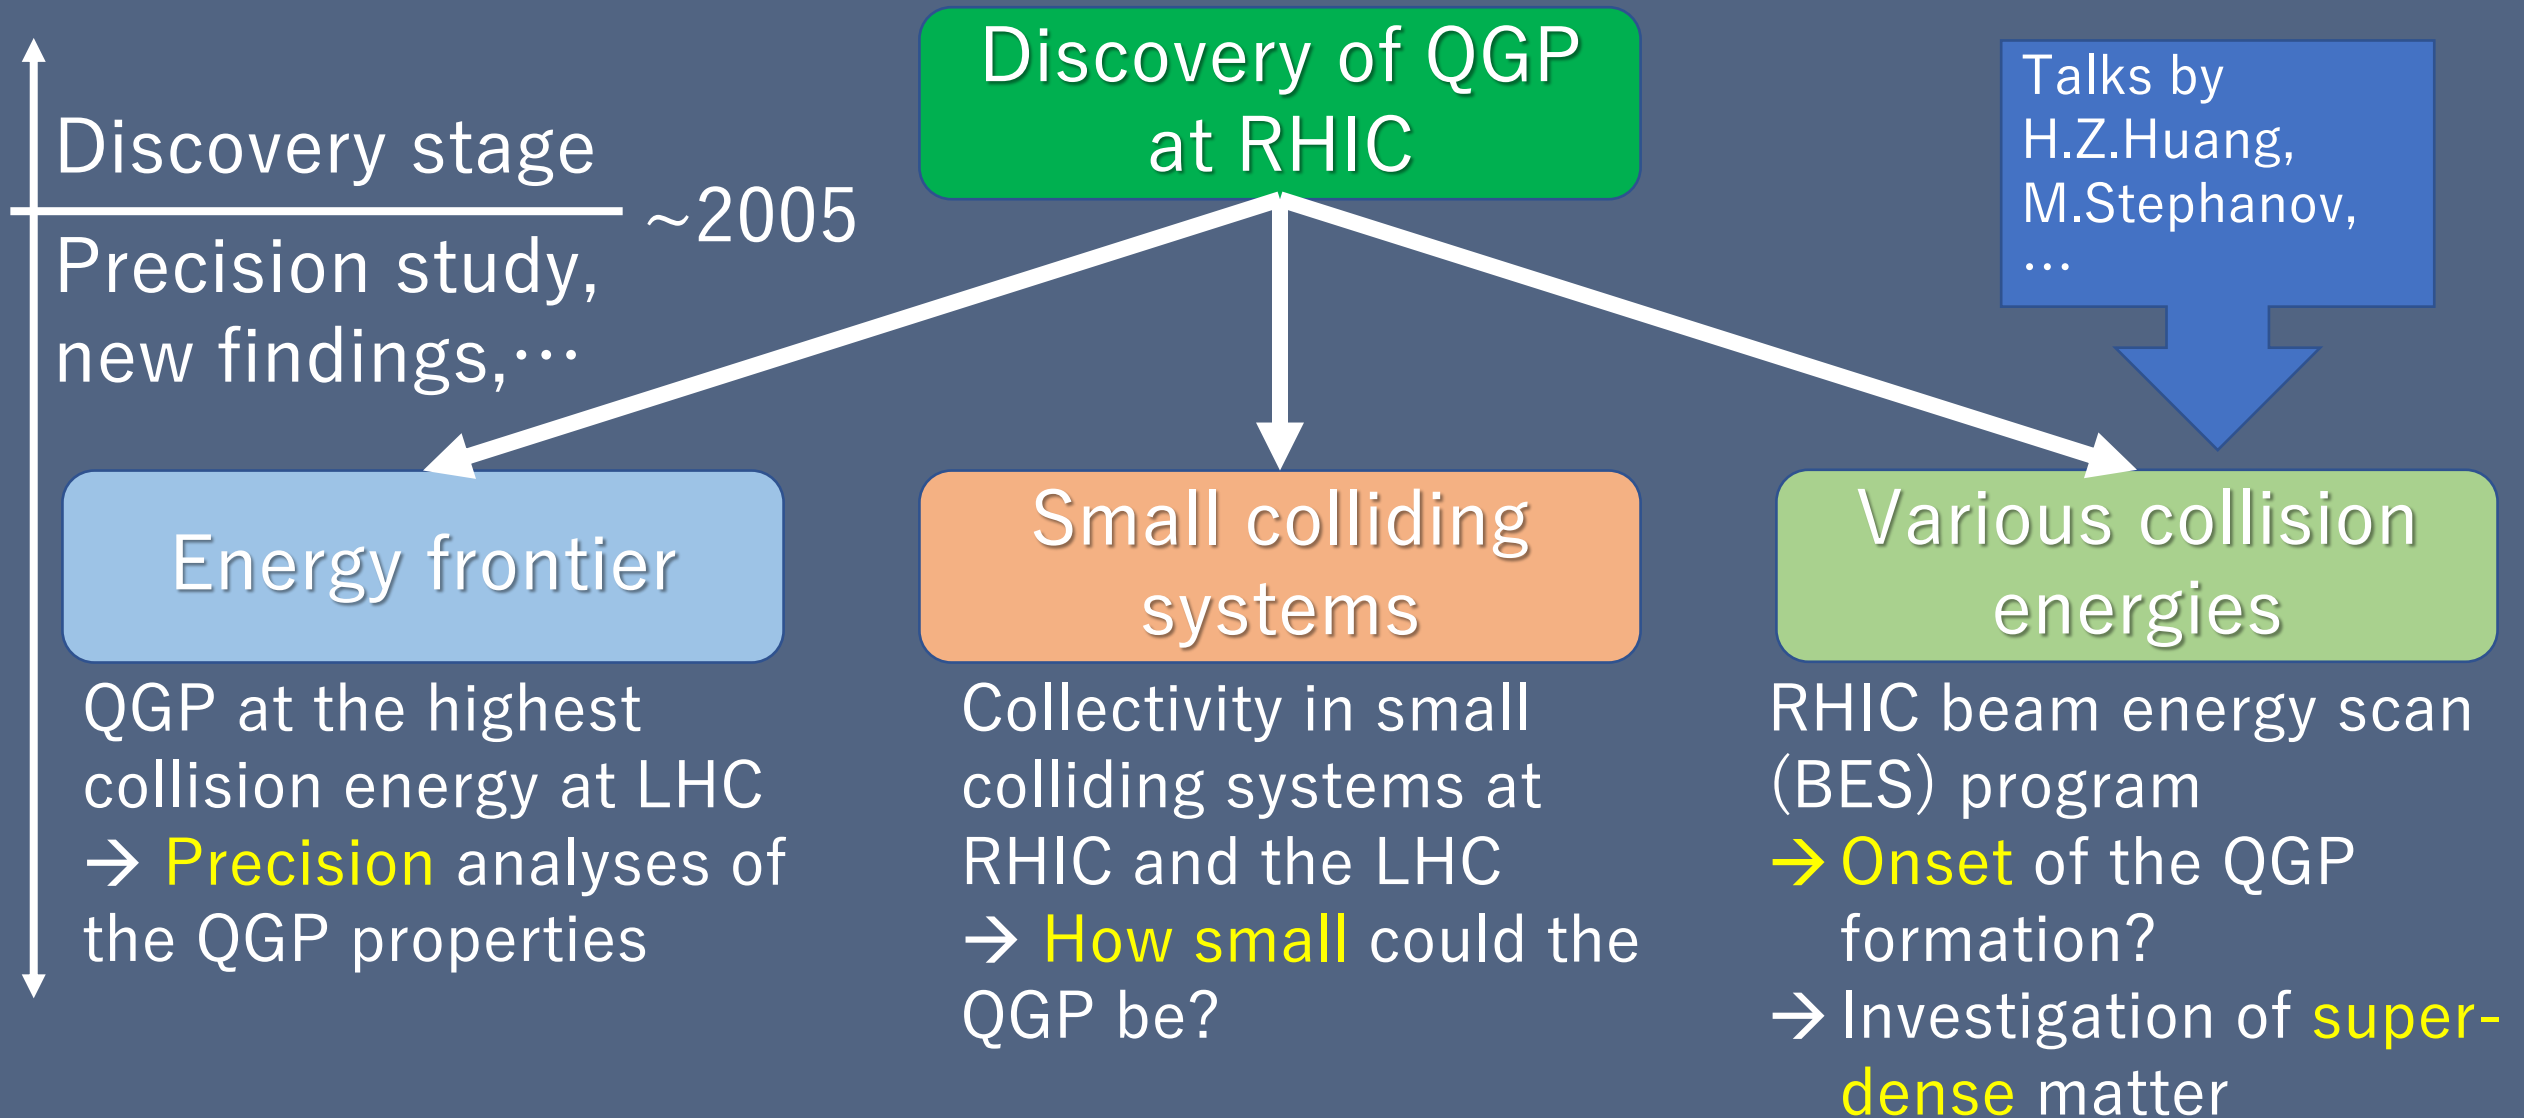 Discovery of QGP
at RHIC
Discovery stage
~2005
Precision study,
new findings,…
Talks by
H.Z.Huang,
M.Stephanov,
…
Energy frontier
QGP at the highest
collision energy at LHC
→ Precision analyses of
the QGP properties
Small colliding
systems
Collectivity in small
colliding systems at
RHIC and the LHC
→ How small could the
QGP be?
Various collision
energies
RHIC beam energy scan
(BES) program
→ Onset of the QGP
formation?
→ Investigation of super-
dense matter